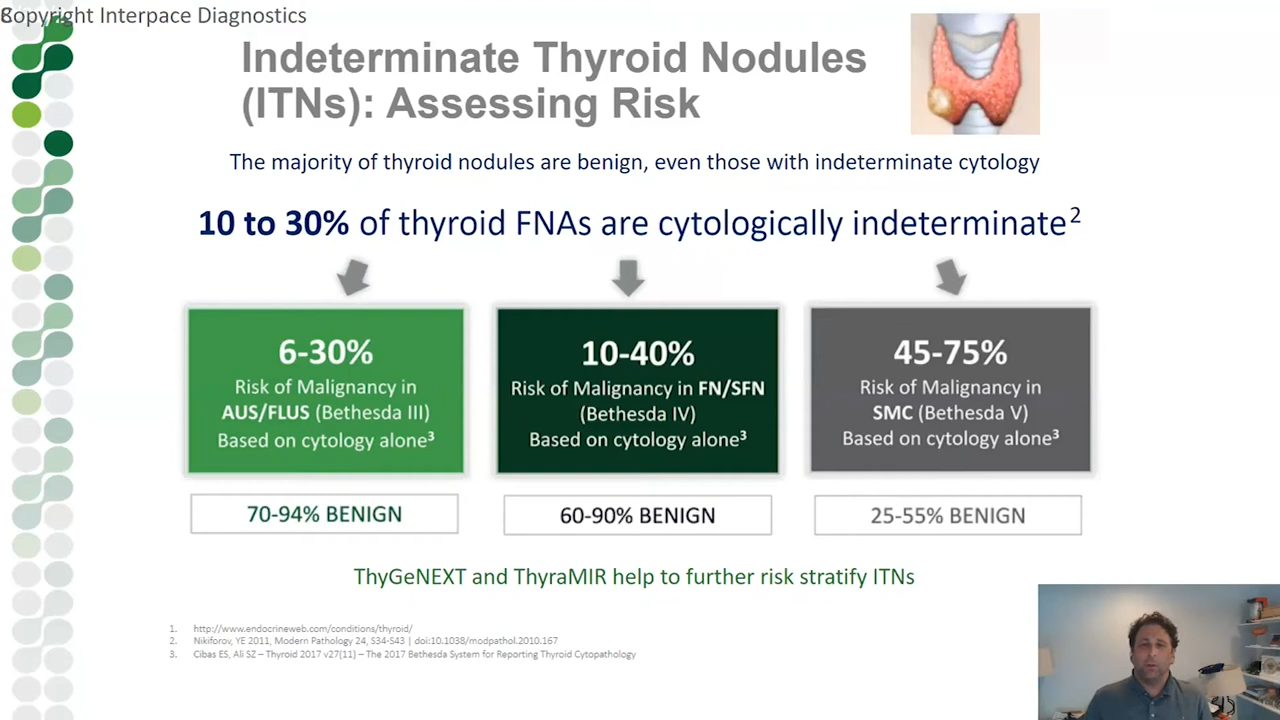 Copyright Interpace Diagnostics
Indeterminate Thyroid Nodules
(ITNs): Assessing Risk
The majority of thyroid nodules are benign, even those with indeterminate cytology
10 to 30% of thyroid FNAs are cytologically indeterminate2
6-30%
Risk of Malignancy in
AUS/FLUS (Bethesda III)
Based on cytology alone3
70-94% BENIGN
10-40%
Risk of Malignancy in FN/SFN
(Bethesda IV)
Based on cytology alone3
60-90% BENIGN
45-75%
Risk of Malignancy in
SMC (Bethesda V)
Based on cytology alone3
25-55% BENIGN
ThyGeNEXT and ThyraMIR help to further risk stratify ITNs
1. http://www.endocrineweb.com/conditions/thyroid/
2. Nikiforov, YE 2011, Modern Pathology 24, S34-S43 | doi:10.1038/modpathol.2010.167
3. Cibas ES, Ali SZ – Thyroid 2017 v27(11) – The 2017 Bethesda System for Reporting Thyroid Cytopathology